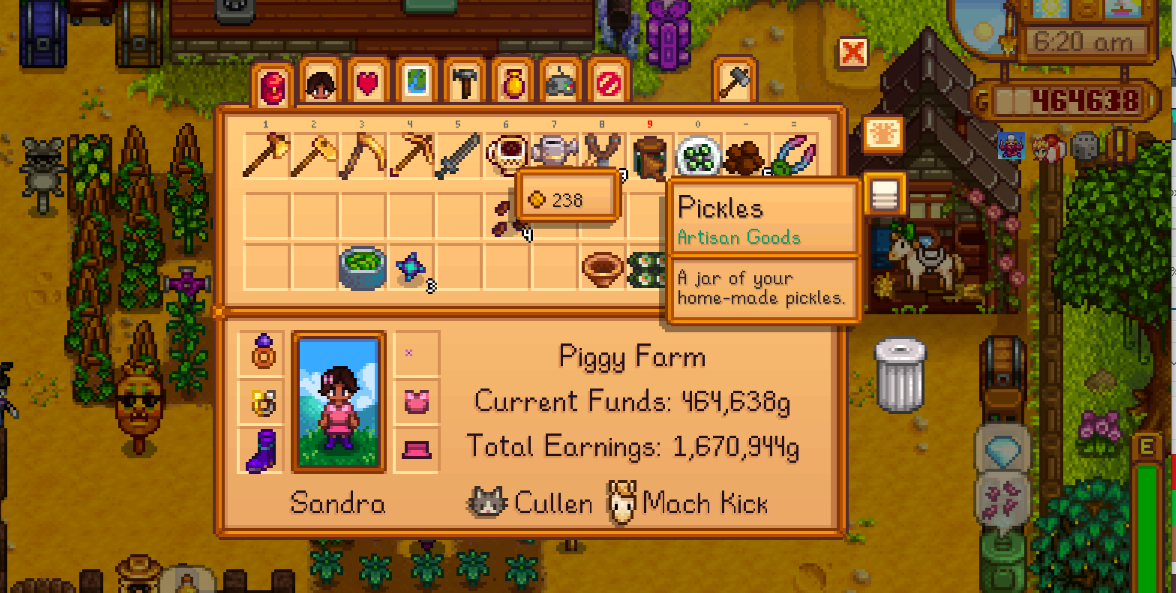 6:20 am
G 464638
1 2 3 4 5 6 7 8 9 0 - =
238
Pickles
Artisan Goods
A jar of your
home-made pickles.
4
3
Piggy Farm
Current Funds: 464,638g
Total Earnings: 1,670,944g
Sandra
Cullen
Mach Kick
E